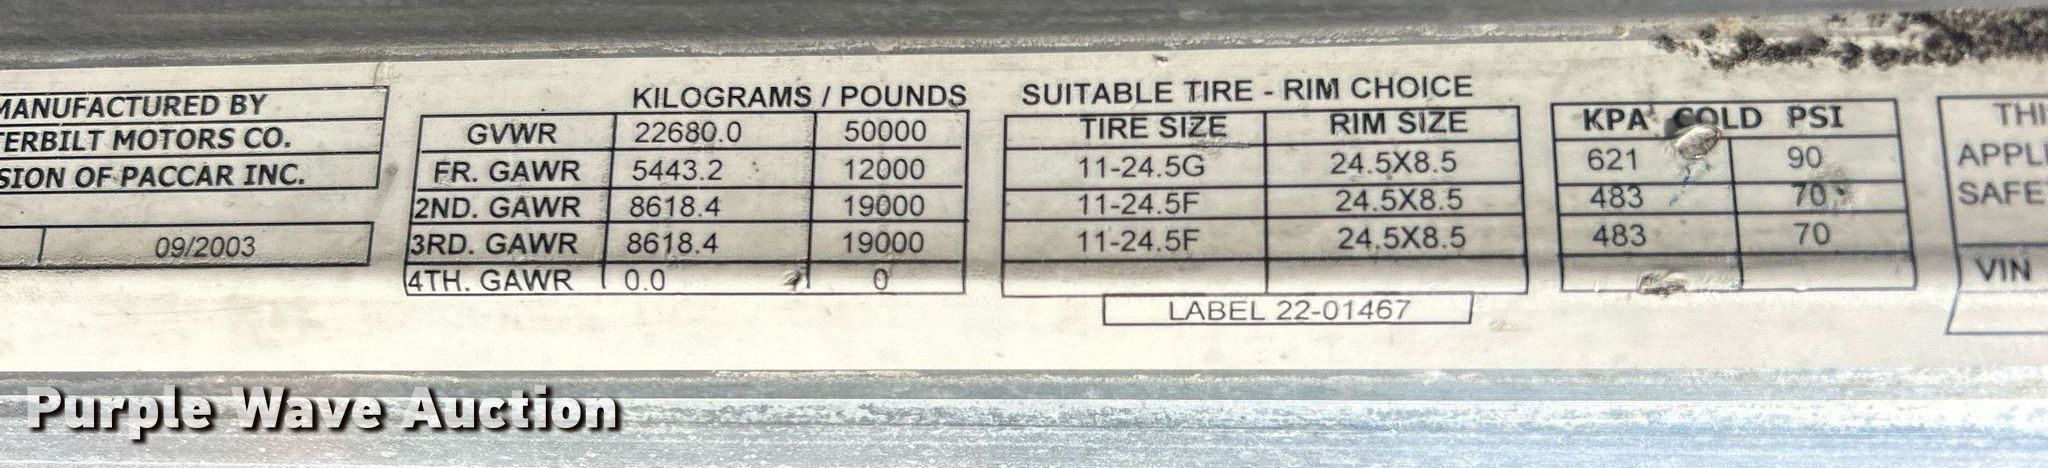 MANUFACTURED BY
TERBILT MOTORS CO.
SION OF PACCAR INC.
09/2003
KILOGRAMS / POUNDS
GVWR 22680.0 50000
FR. GAWR 5443.2 12000
2ND. GAWR 8618.4 19000
3RD. GAWR 8618.4 19000
4TH. GAWR 0.0 0
SUITABLE TIRE - RIM CHOICE
TIRE SIZE RIM SIZE
11-24.5G 24.5X8.5
11-24.5F 24.5X8.5
11-24.5F 24.5X8.5
LABEL 22-01467
KPA COLD PSI
621 90
483 70
483 70
THI
APPLI
SAFE
VIN
Purple Wave Auction